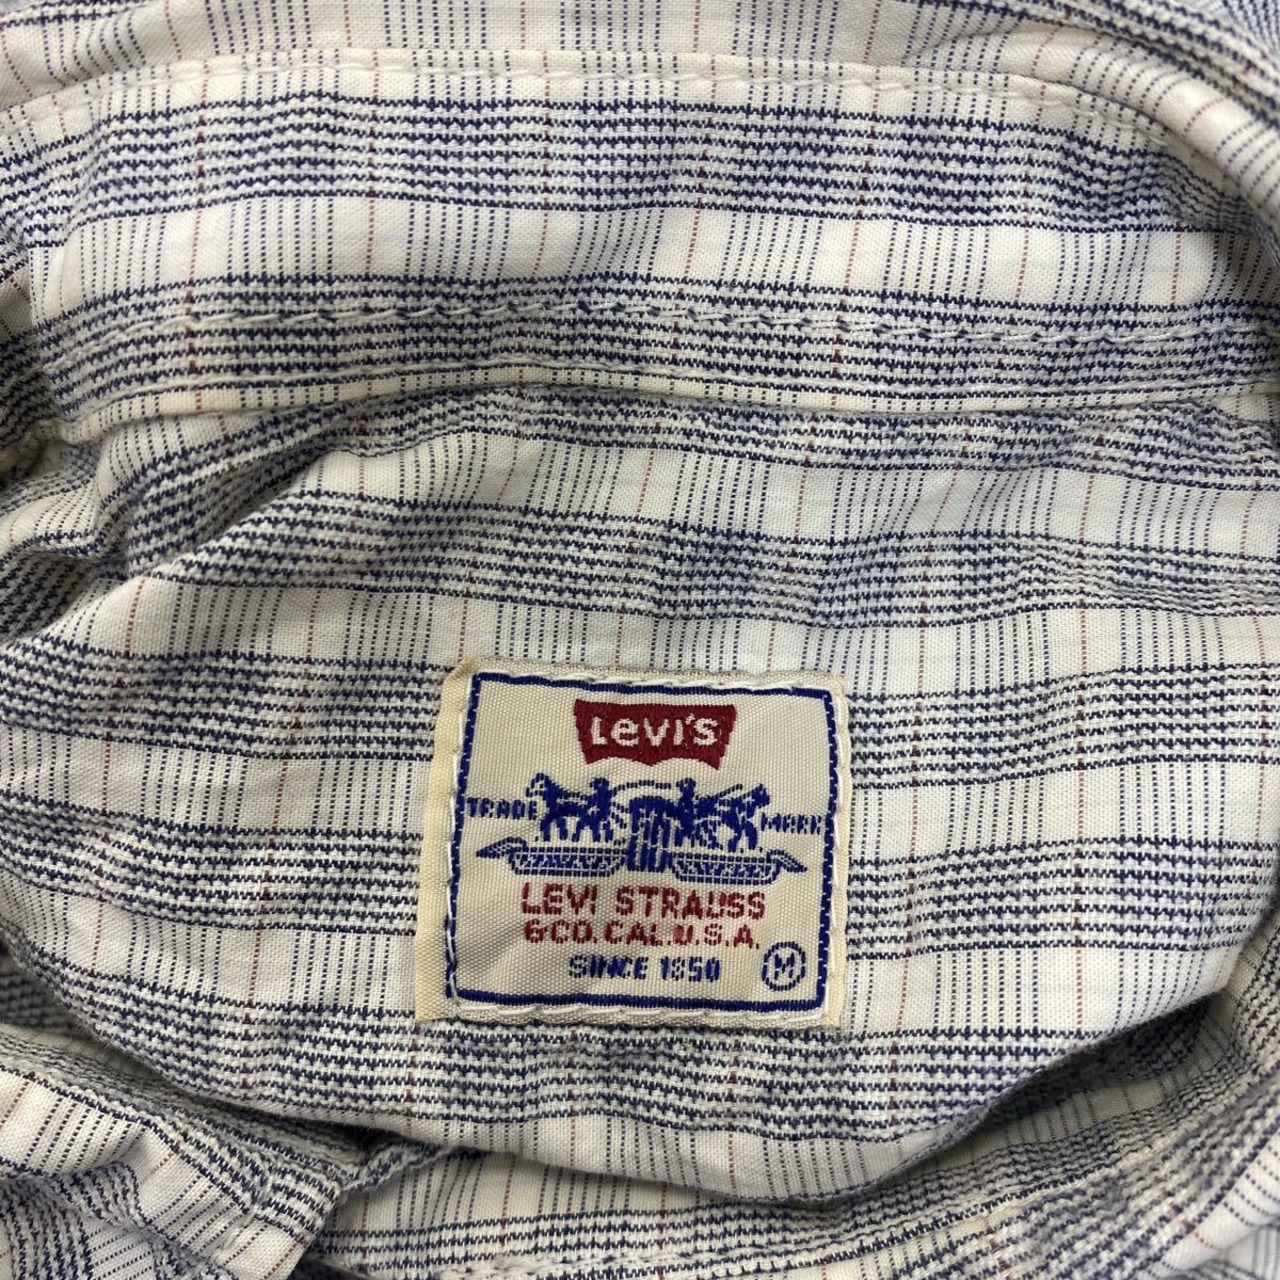 Levi's
TRADE MARK
LEVI STRAUSS
& CO. CAL. U.S.A.
SINCE 1850
M